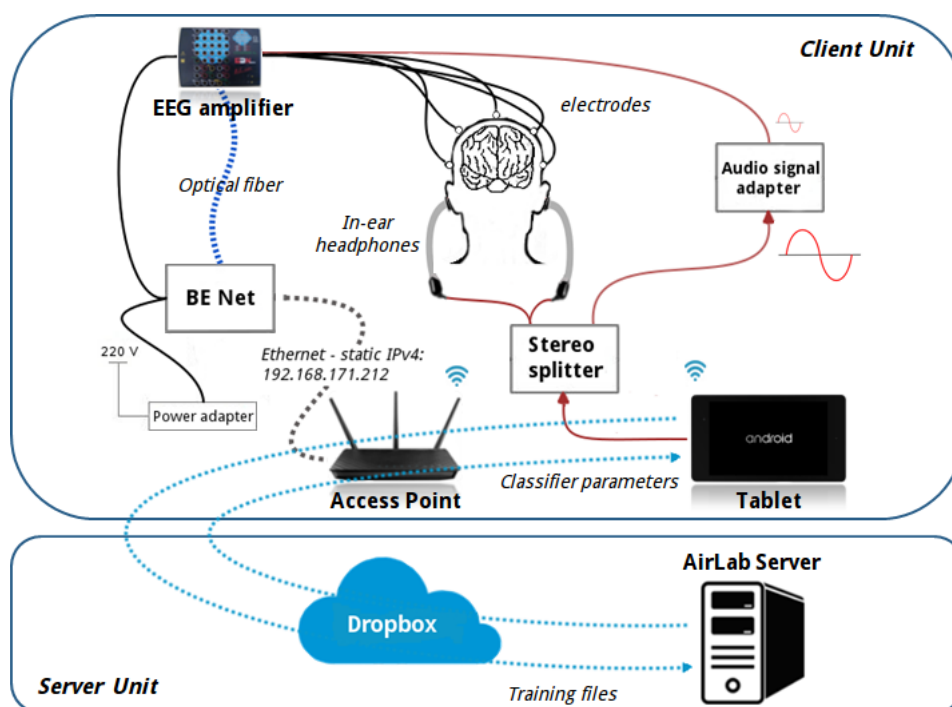 Client Unit
EEG amplifier
electrodes
Optical fiber
Audio signal
adapter
In-ear
headphones
BE Net
Ethernet - static IPv4:
192.168.171.212
220 V
Stereo
splitter
Power adapter
android
Classifier parameters
Access Point
Tablet
AirLab Server
Dropbox
Training files
Server Unit